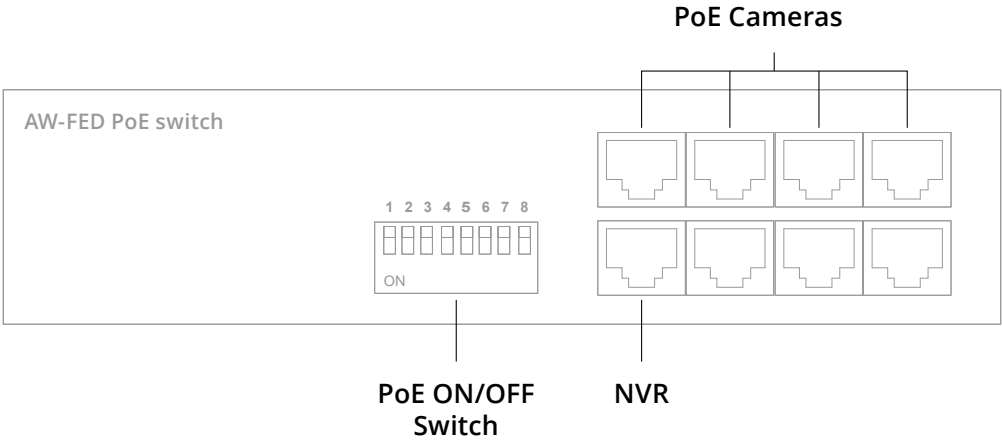 PoE Cameras
AW-FED PoE switch
1 2 3 4 5 6 7 8
ON
PoE ON/OFF
Switch
NVR